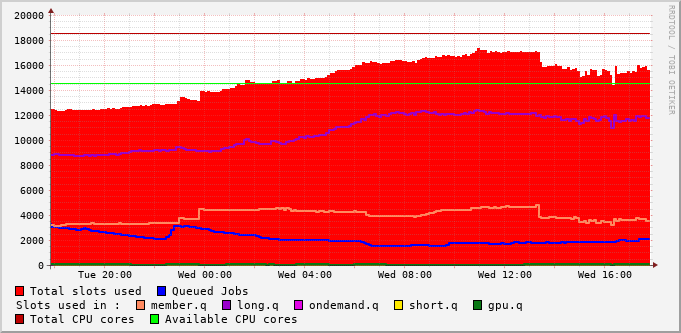 20000
18000
16000
14000
12000
10000
8000
6000
4000
2000
0
Tue 20:00 Wed 00:00 Wed 04:00 Wed 08:00 Wed 12:00 Wed 16:00
RRDTOOL / TOBI OETIKER
Total slots used Queued Jobs
Slots used in : member.q long.q ondemand.q short.q gpu.q
Total CPU cores Available CPU cores